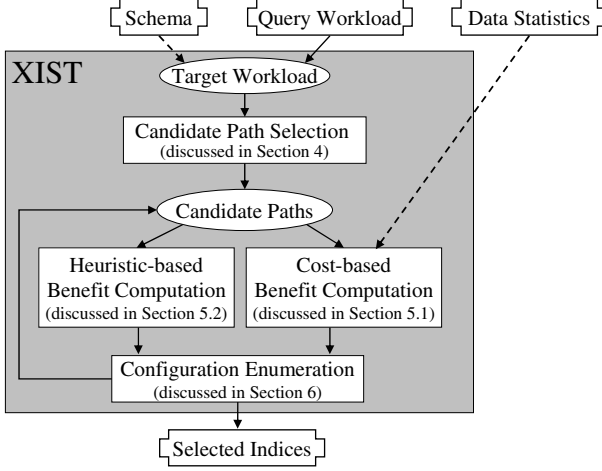 Schema
Query Workload
Data Statistics
XIST
Target Workload
Candidate Path Selection
(discussed in Section 4)
Candidate Paths
Heuristic-based
Benefit Computation
(discussed in Section 5.2)
Cost-based
Benefit Computation
(discussed in Section 5.1)
Configuration Enumeration
(discussed in Section 6)
Selected Indices